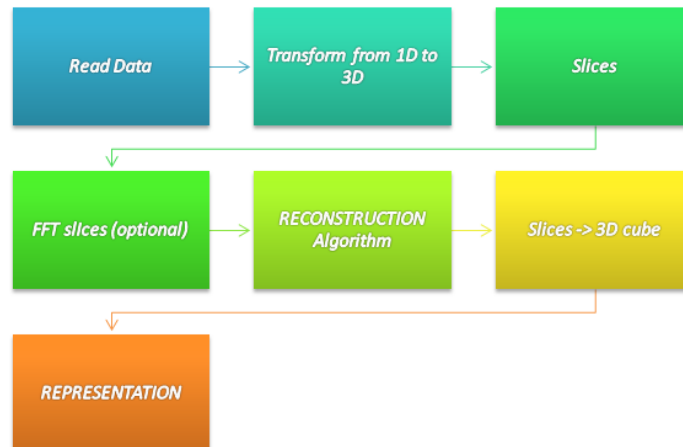 Read Data
Transform from 1D to
3D
Slices
FFT slices (optional)
RECONSTRUCTION
Algorithm
Slices -> 3D cube
REPRESENTATION